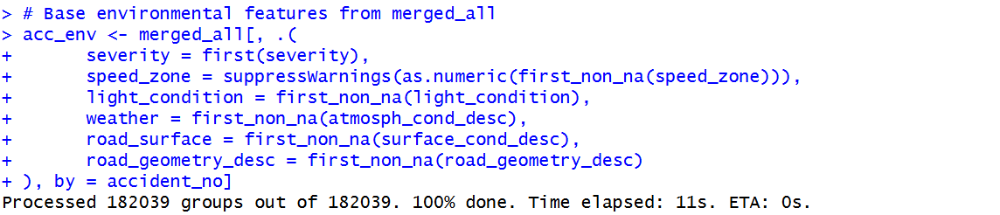 > # Base environmental features from merged_all
> acc_env <- merged_all[, .(
+       severity = first(severity),
+       speed_zone = suppressWarnings(as.numeric(first_non_na(speed_zone))),
+       light_condition = first_non_na(light_condition),
+       weather = first_non_na(atmosph_cond_desc),
+       road_surface = first_non_na(surface_cond_desc),
+       road_geometry_desc = first_non_na(road_geometry_desc)
+ ), by = accident_no]
Processed 182039 groups out of 182039. 100% done. Time elapsed: 11s. ETA: 0s.